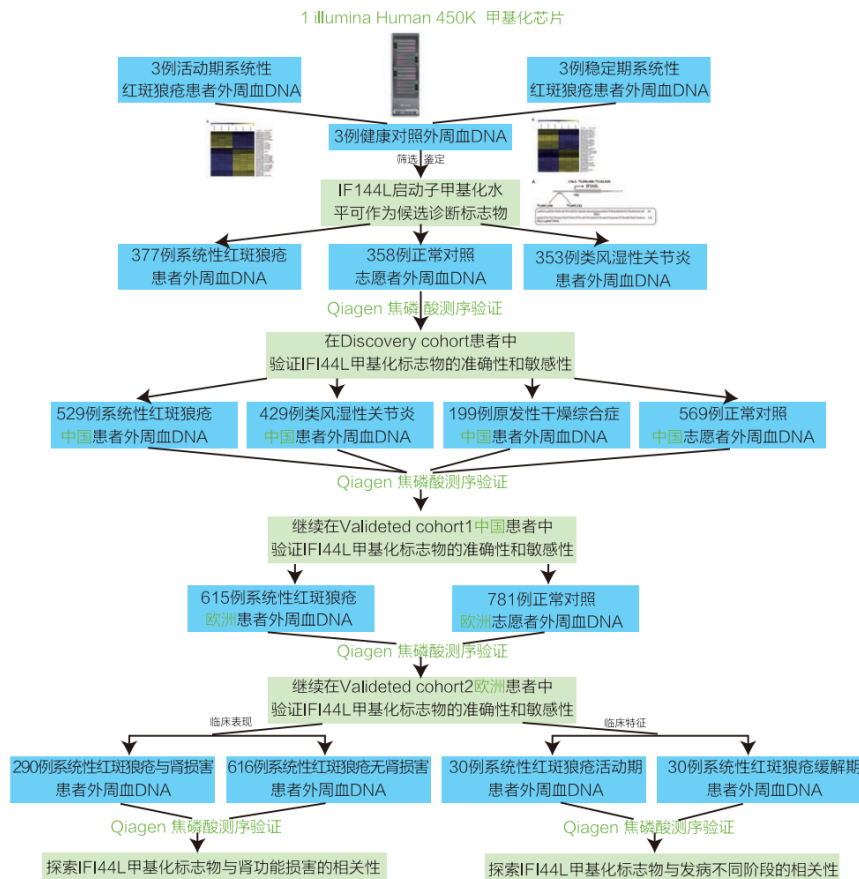 1 illumina Human 450K 甲基化芯片
3例活动期系统性
红斑狼疮患者外周血DNA
3例稳定期系统性
红斑狼疮患者外周血DNA
3例健康对照外周血DNA
筛选 鉴定
IF144L启动子甲基化水
平可作为候选诊断标志物
377例系统性红斑狼疮
患者外周血DNA
358例正常对照
志愿者外周血DNA
353例类风湿性关节炎
患者外周血DNA
Qiagen 焦磷酸测序验证
在Discovery cohort患者中
验证IFI44L甲基化标志物的准确性和敏感性
529例系统性红斑狼疮
中国患者外周血DNA
429例类风湿性关节炎
中国患者外周血DNA
199例原发性干燥综合症
中国患者外周血DNA
569例正常对照
中国志愿者外周血DNA
Qiagen 焦磷酸测序验证
继续在Valideted cohort1中国患者中
验证IFI44L甲基化标志物的准确性和敏感性
615例系统性红斑狼疮
欧洲患者外周血DNA
781例正常对照
欧洲志愿者外周血DNA
Qiagen 焦磷酸测序验证
继续在Valideted cohort2欧洲患者中
验证IFI44L甲基化标志物的准确性和敏感性
临床表现
临床特征
290例系统性红斑狼疮与肾损害
患者外周血DNA
616例系统性红斑狼疮无肾损害
患者外周血DNA
30例系统性红斑狼疮活动期
患者外周血DNA
30例系统性红斑狼疮缓解期
患者外周血DNA
Qiagen 焦磷酸测序验证
Qiagen 焦磷酸测序验证
探索IFI44L甲基化标志物与肾功能损害的相关性
探索IFI44L甲基化标志物与发病不同阶段的相关性